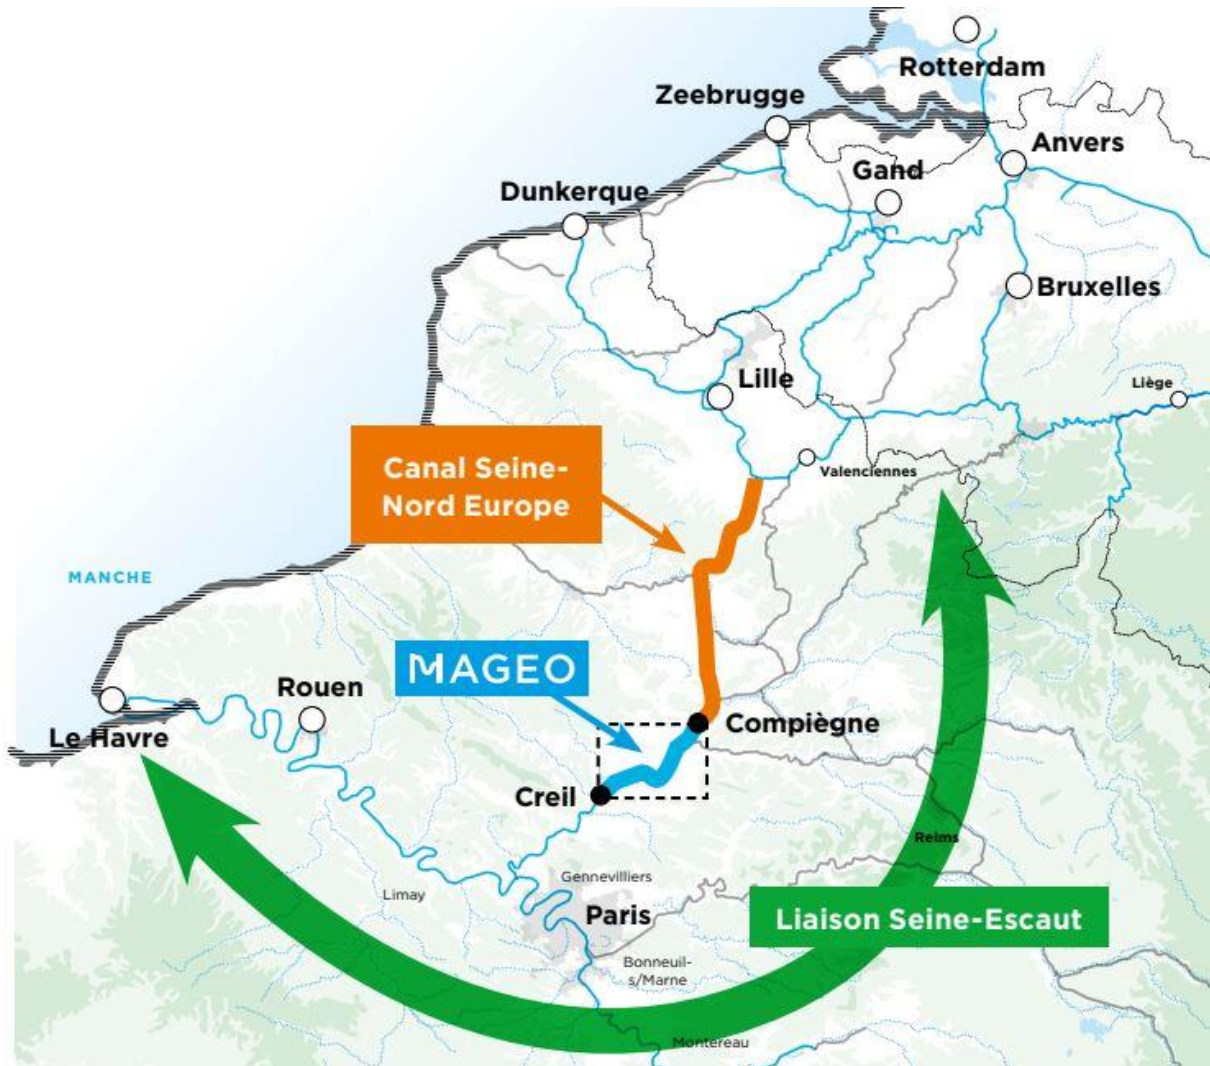 Rotterdam
Zeebrugge
Anvers
Gand
Dunkerque
Bruxelles
Lille
Liège
Canal Seine-
Nord Europe
Valenciennes
MANCHE
MAGEO
Rouen
Compiègne
Le Havre
Creil
Reims
Gennevilliers
Limay
Paris
Liaison Seine-Escaut
Bonneuil-
s/Marne
Montereau